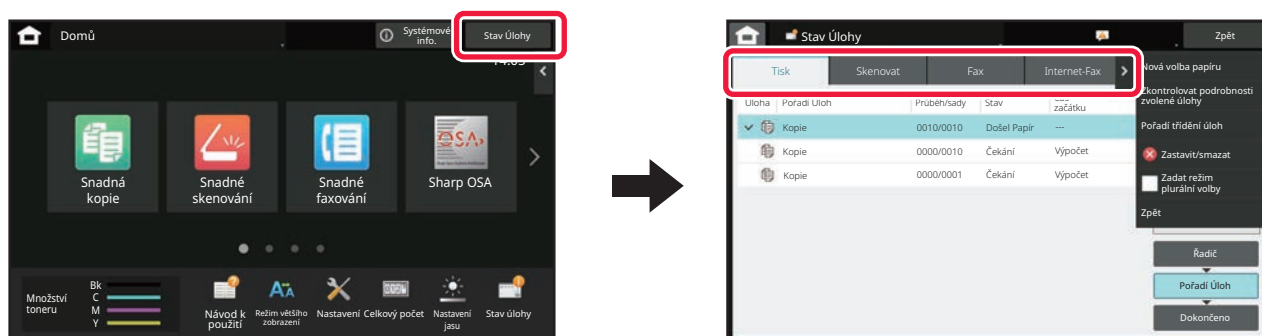 Domů
Systémové
info.
Stav Úlohy
Snadná
kopie
Snadné
skenování
Snadné
faxování
Sharp OSA
Množství
toneru
Bk
C
M
Y
Návod k
použití
Režim většího
zobrazení
Nastavení
Celkový počet
Nastavení
jasu
Stav úlohy
Stav Úlohy
Zpět
Tisk
Skenovat
Fax
Internet-Fax
Úloha
Pořadí Úloh
Průběh/sady
Stav
začátku
Kopie 0010/0010 Došel Papír ---
Kopie 0000/0010 Čekání Výpočet
Kopie 0000/0001 Čekání Výpočet
Nová volba papíru
Zkontrolovat podrobnosti
zvolené úlohy
Pořadí třídění úloh
Zastavit/smazat
Zadat režim
plurální volby
Zpět
Řadič
Pořadí Úloh
Dokončeno